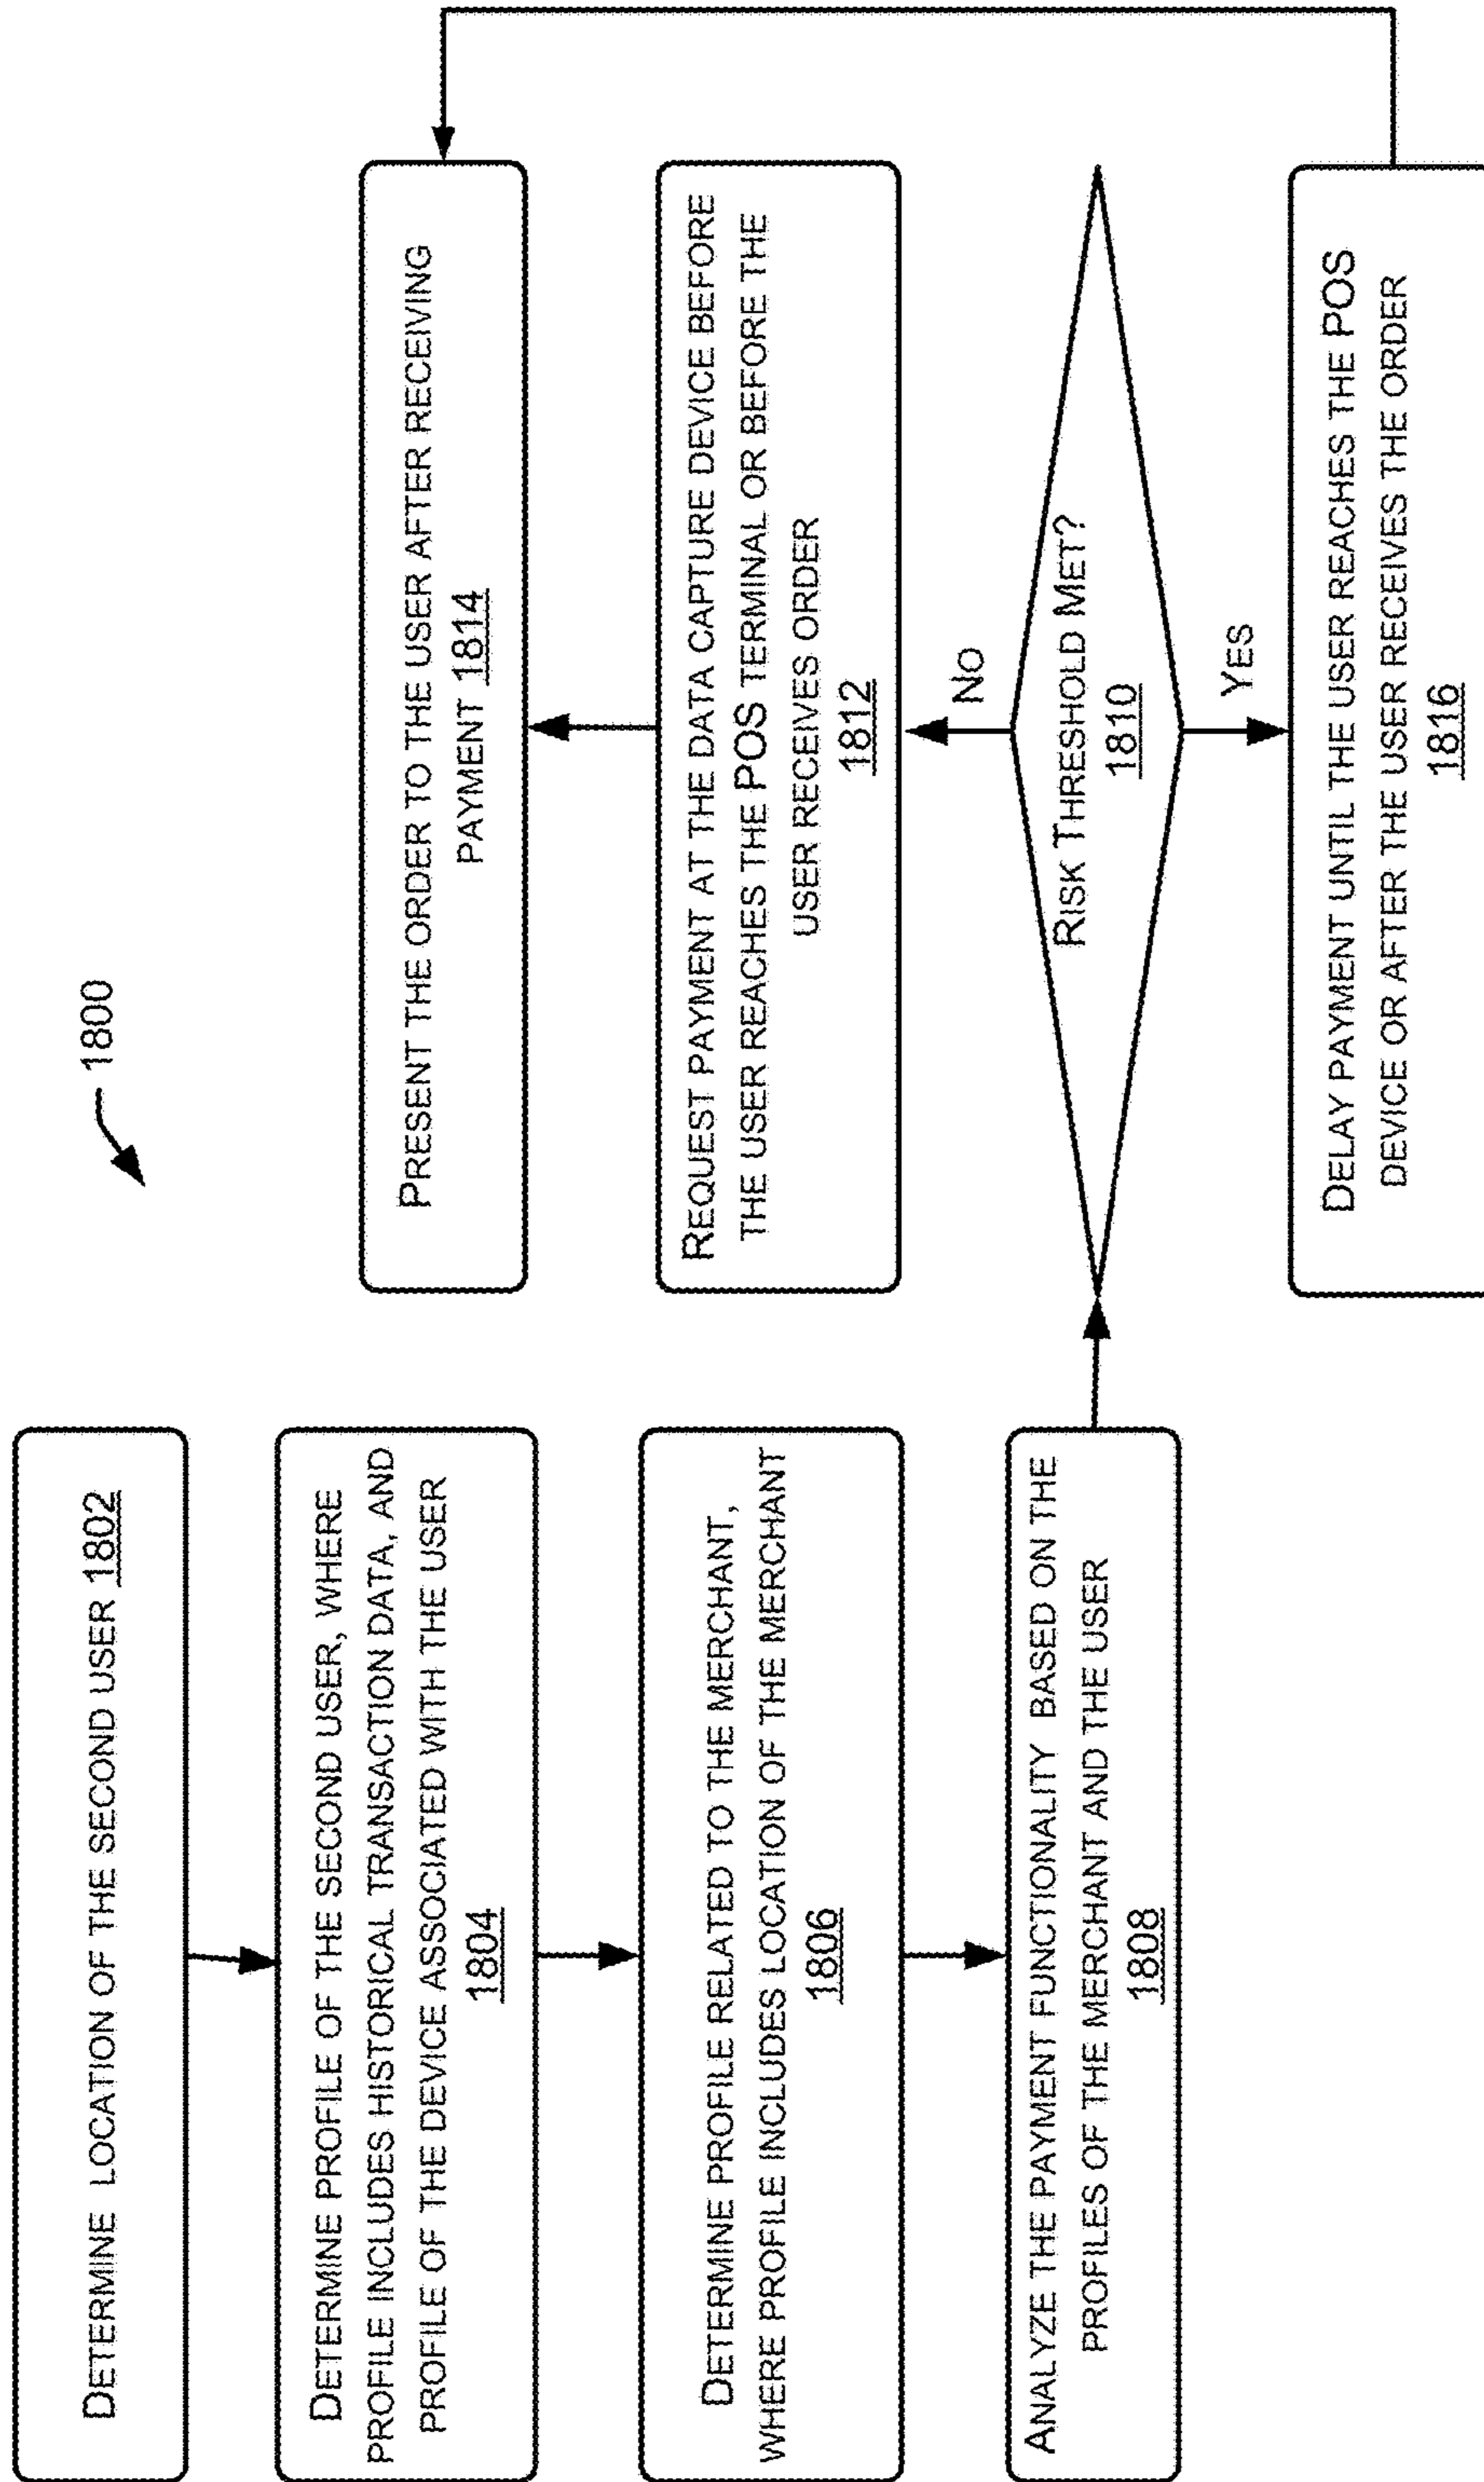 1800
DETERMINE LOCATION OF THE SECOND USER 1802
DETERMINE PROFILE OF THE SECOND USER, WHERE
PROFILE INCLUDES HISTORICAL TRANSACTION DATA, AND
PROFILE OF THE DEVICE ASSOCIATED WITH THE USER
1804
DETERMINE PROFILE RELATED TO THE MERCHANT,
WHERE PROFILE INCLUDES LOCATION OF THE MERCHANT
1806
ANALYZE THE PAYMENT FUNCTIONALITY BASED ON THE
PROFILES OF THE MERCHANT AND THE USER
1808
PRESENT THE ORDER TO THE USER AFTER RECEIVING
PAYMENT 1814
REQUEST PAYMENT AT THE DATA CAPTURE DEVICE BEFORE
THE USER REACHES THE POS TERMINAL OR BEFORE THE
USER RECEIVES ORDER
1812
NO
RISK THRESHOLD MET?
1810
YES
DELAY PAYMENT UNTIL THE USER REACHES THE POS
DEVICE OR AFTER THE USER RECEIVES THE ORDER
1816